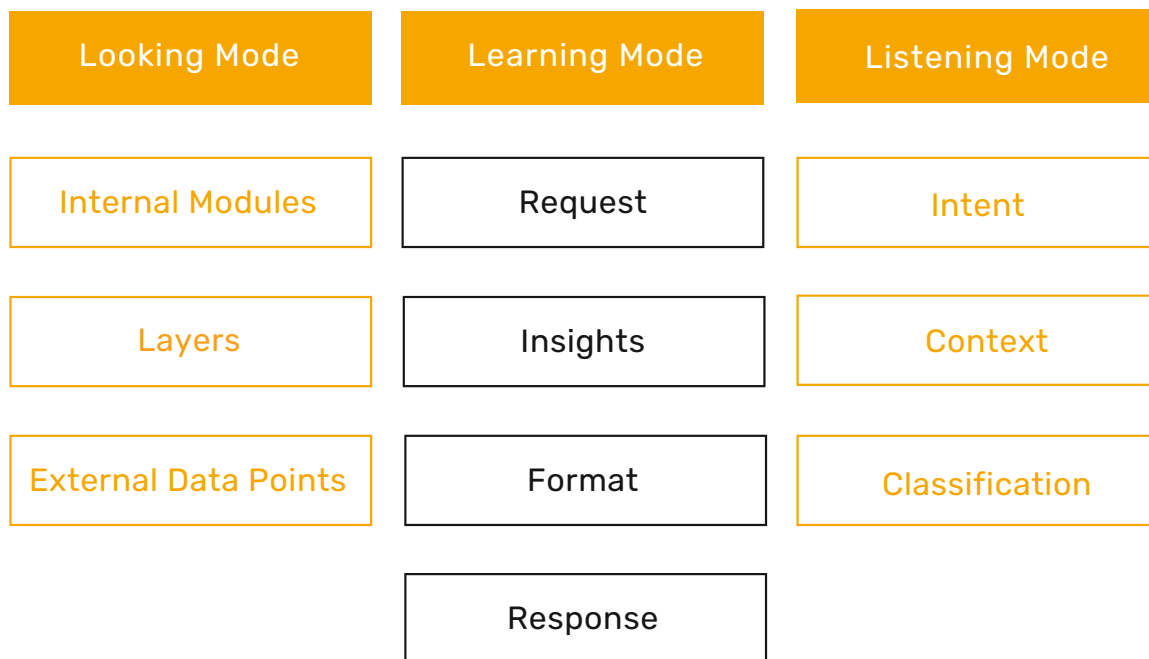 Looking Mode
Learning Mode
Listening Mode
Internal Modules
Request
Intent
Layers
Insights
Context
External Data Points
Format
Classification
Response